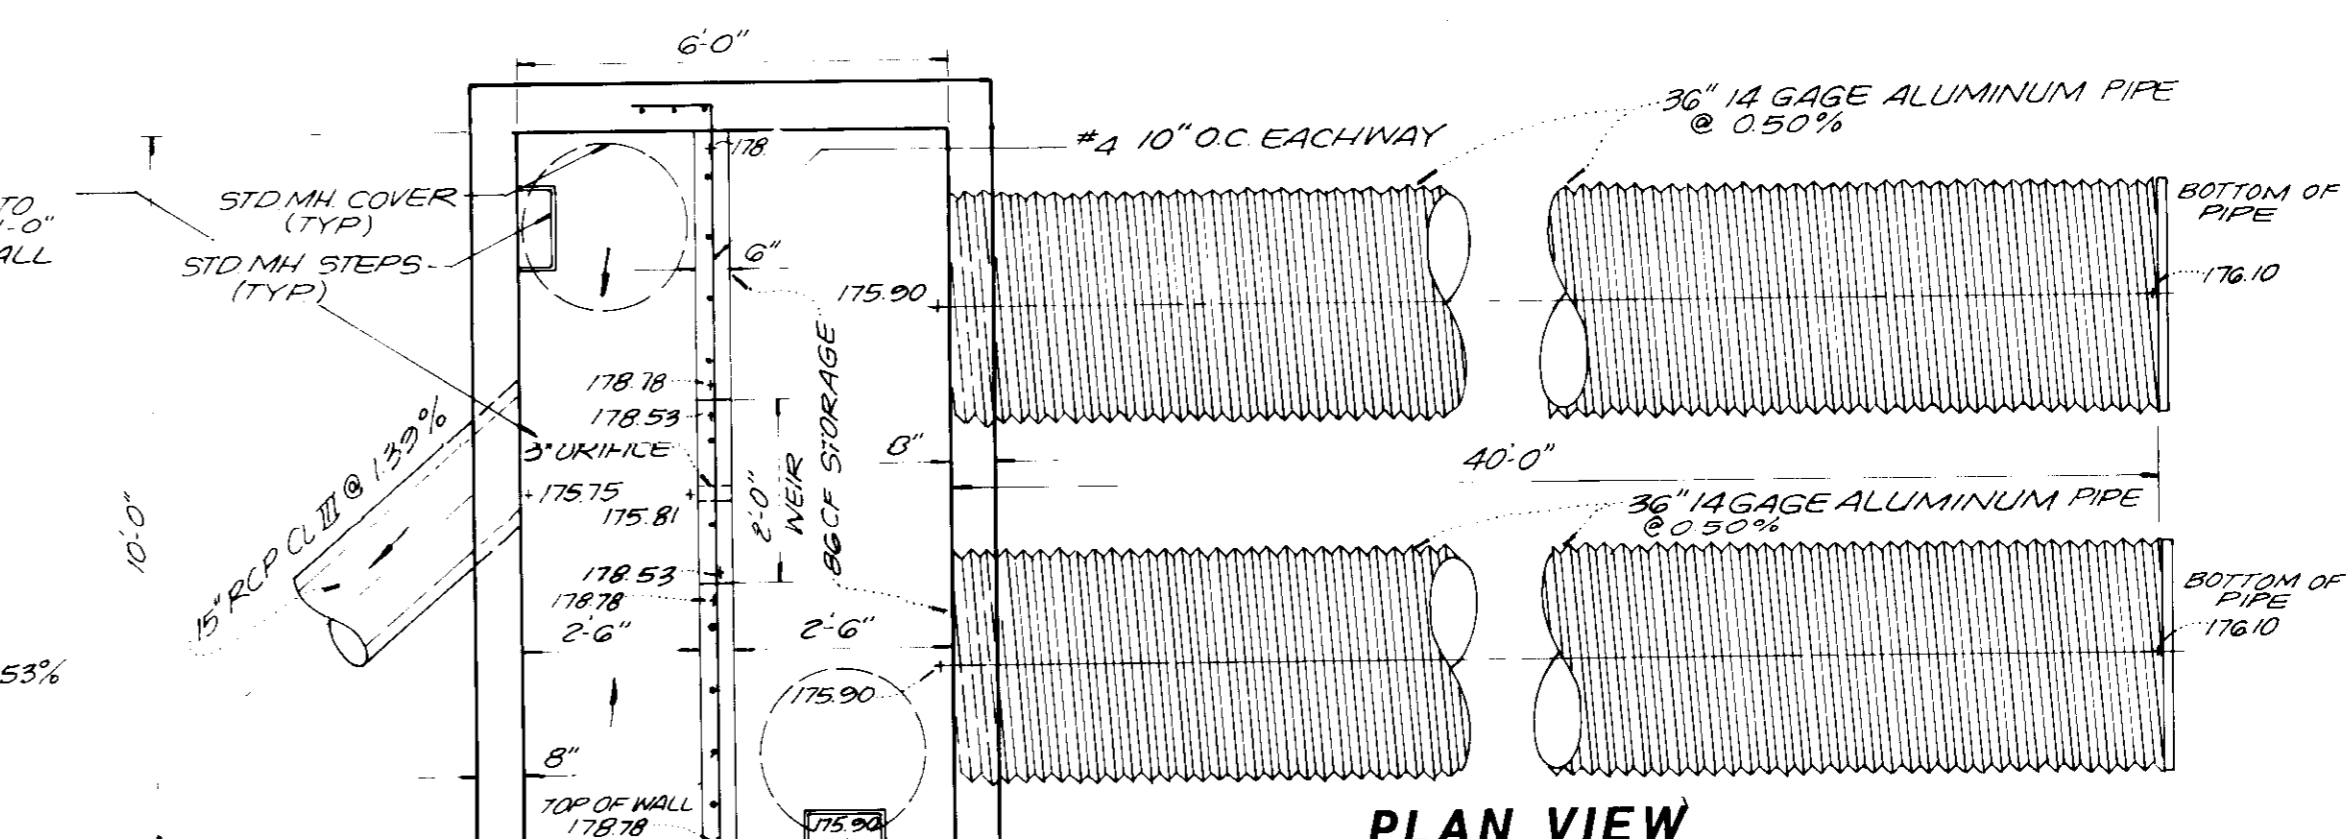 6'-0"
36" 14 GAGE ALUMINUM PIPE
@ 0.50%
#4 10" O.C. EACHWAY
178.
TO
1-0"
ALL
STD. MH. COVER
(TYP)
STD. MH STEPS
(TYP)
BOTTOM OF
PIPE
176.10
6"
175.90
178.78
178.53
3" ORIFICE
175.75
175.81
2'-0"
WEIR
86 CF STORAGE
8"
40'-0"
36" 14 GAGE ALUMINUM PIPE
@ 0.50%
10'-0"
15" RCP CL III @ 1.39%
178.53
178.78
2'-6"
2'-6"
BOTTOM OF
PIPE
176.10
53%
175.90
8"
TOP OF WALL
178.78
175.90
PLAN VIEW